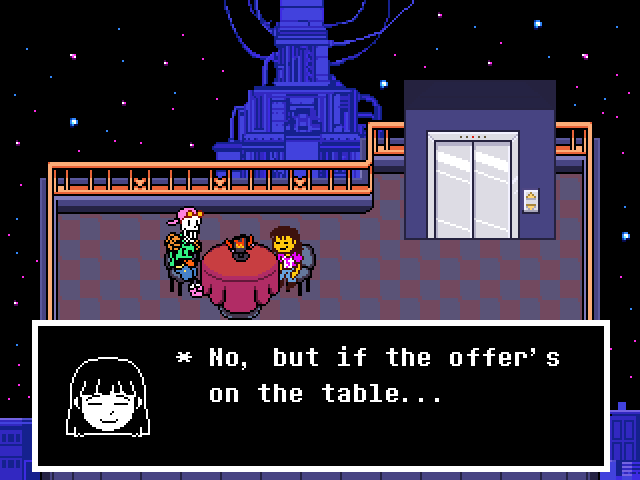 * No, but if the offer's
on the table...